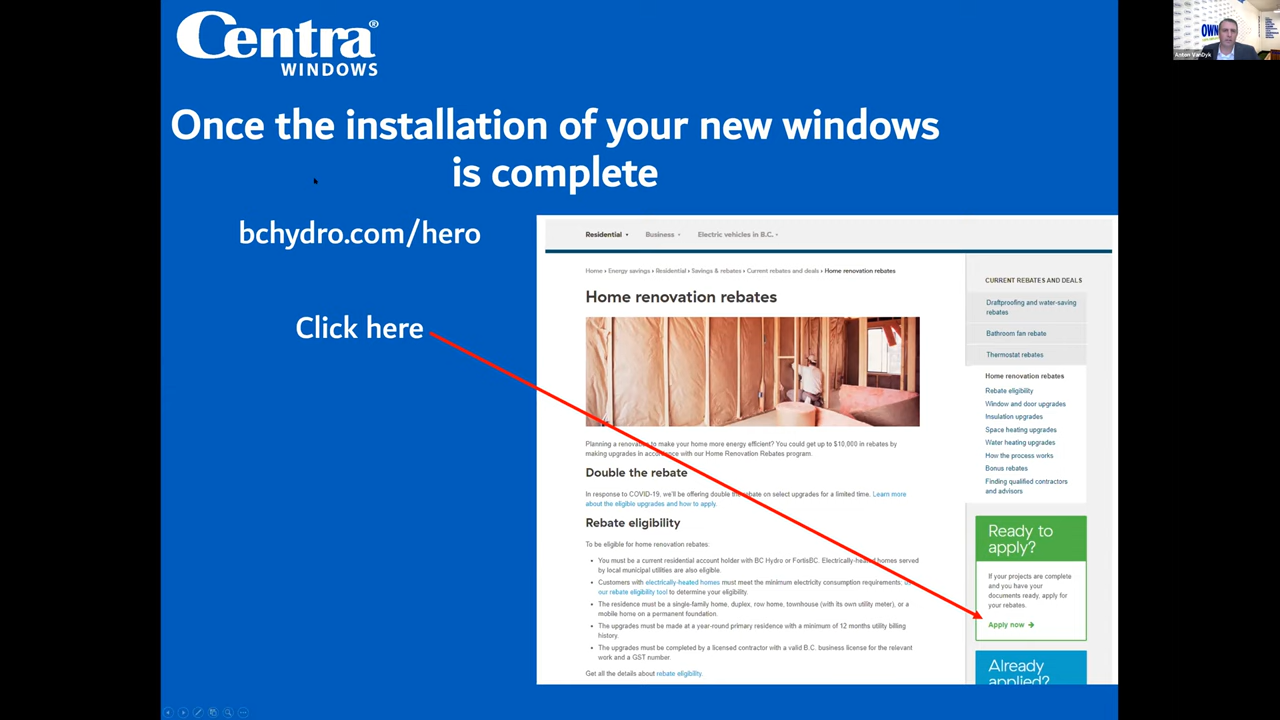 Centra®
WINDOWS
OWN
Anton VanDyk
Once the installation of your new windows
is complete
bchydro.com/hero
Click here
Residential
Business
Electric vehicles in B.C.
Home › Energy savings › Residential › Savings & rebates › Current rebates and deals › Home renovation rebates
Home renovation rebates
Planning a renovation to make your home more energy efficient? You could get up to $10,000 in rebates by
making upgrades in accordance with our Home Renovation Rebates program.
Double the rebate
In response to COVID-19, we'll be offering double the rebate on select upgrades for a limited time. Learn more
about the eligible upgrades and how to apply.
Rebate eligibility
To be eligible for home renovation rebates:
• You must be a current residential account holder with BC Hydro or FortisBC. Electrically-heated homes served
by local municipal utilities are also eligible.
• Customers with electrically-heated homes must meet the minimum electricity consumption requirements:
our rebate eligibility tool to determine your eligibility.
• The residence must be a single-family home, duplex, row home, townhouse (with its own utility meter), or a
mobile home on a permanent foundation.
• The upgrades must be made at a year-round primary residence with a minimum of 12 months utility billing
history.
• The upgrades must be completed by a licensed contractor with a valid B.C. business license for the relevant
work and a GST number.
Get all the details about rebate eligibility.
CURRENT REBATES AND DEALS
Draftproofing and water-saving
rebates
Bathroom fan rebate
Thermostat rebates
Home renovation rebates
Rebate eligibility
Window and door upgrades
Insulation upgrades
Space heating upgrades
Water heating upgrades
How the process works
Bonus rebates
Finding qualified contractors
and advisors
Ready to
apply?
If your projects are complete
and you have your
documents ready, apply for
your rebates.
Apply now →
Already
applied?